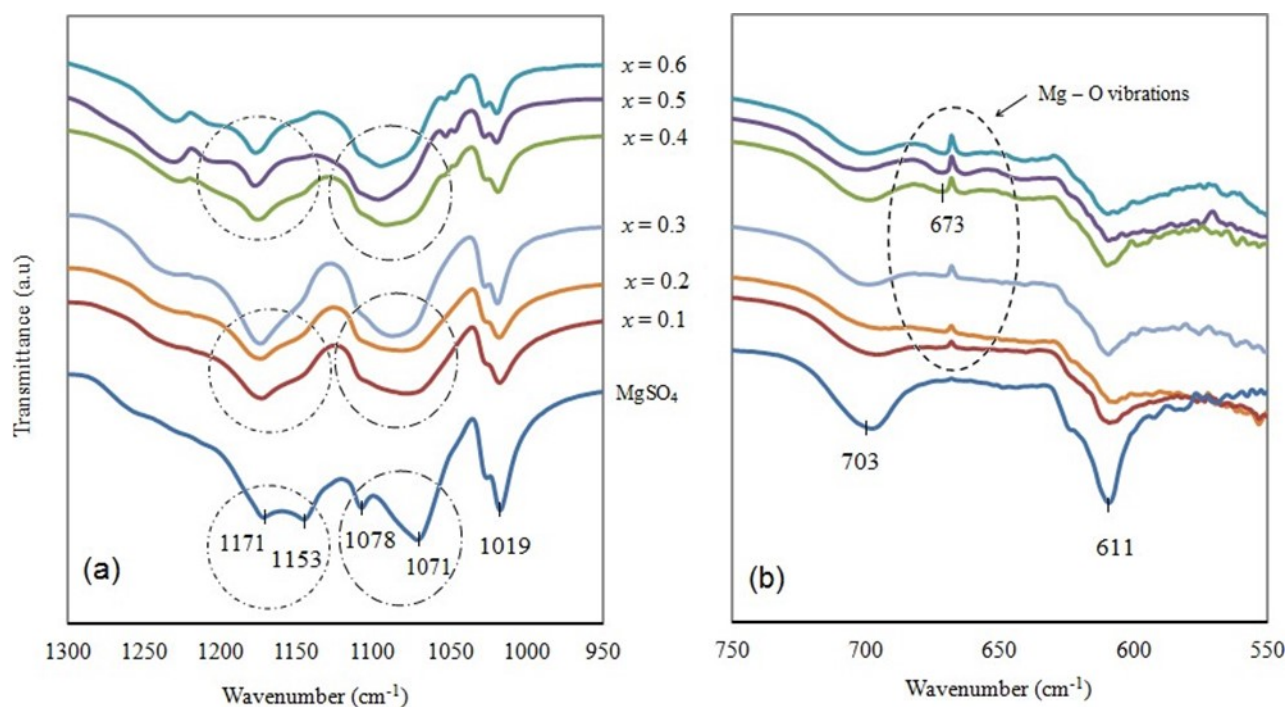 x = 0.6
x = 0.5
x = 0.4
x = 0.3
x = 0.2
x = 0.1
MgSO4
Transmittance (a.u)
1171
1153
1078
1071
1019
(a)
1300 1250 1200 1150 1100 1050 1000 950
Wavenumber (cm-1)
Mg – O vibrations
673
703
611
(b)
750 700 650 600 550
Wavenumber (cm-1)